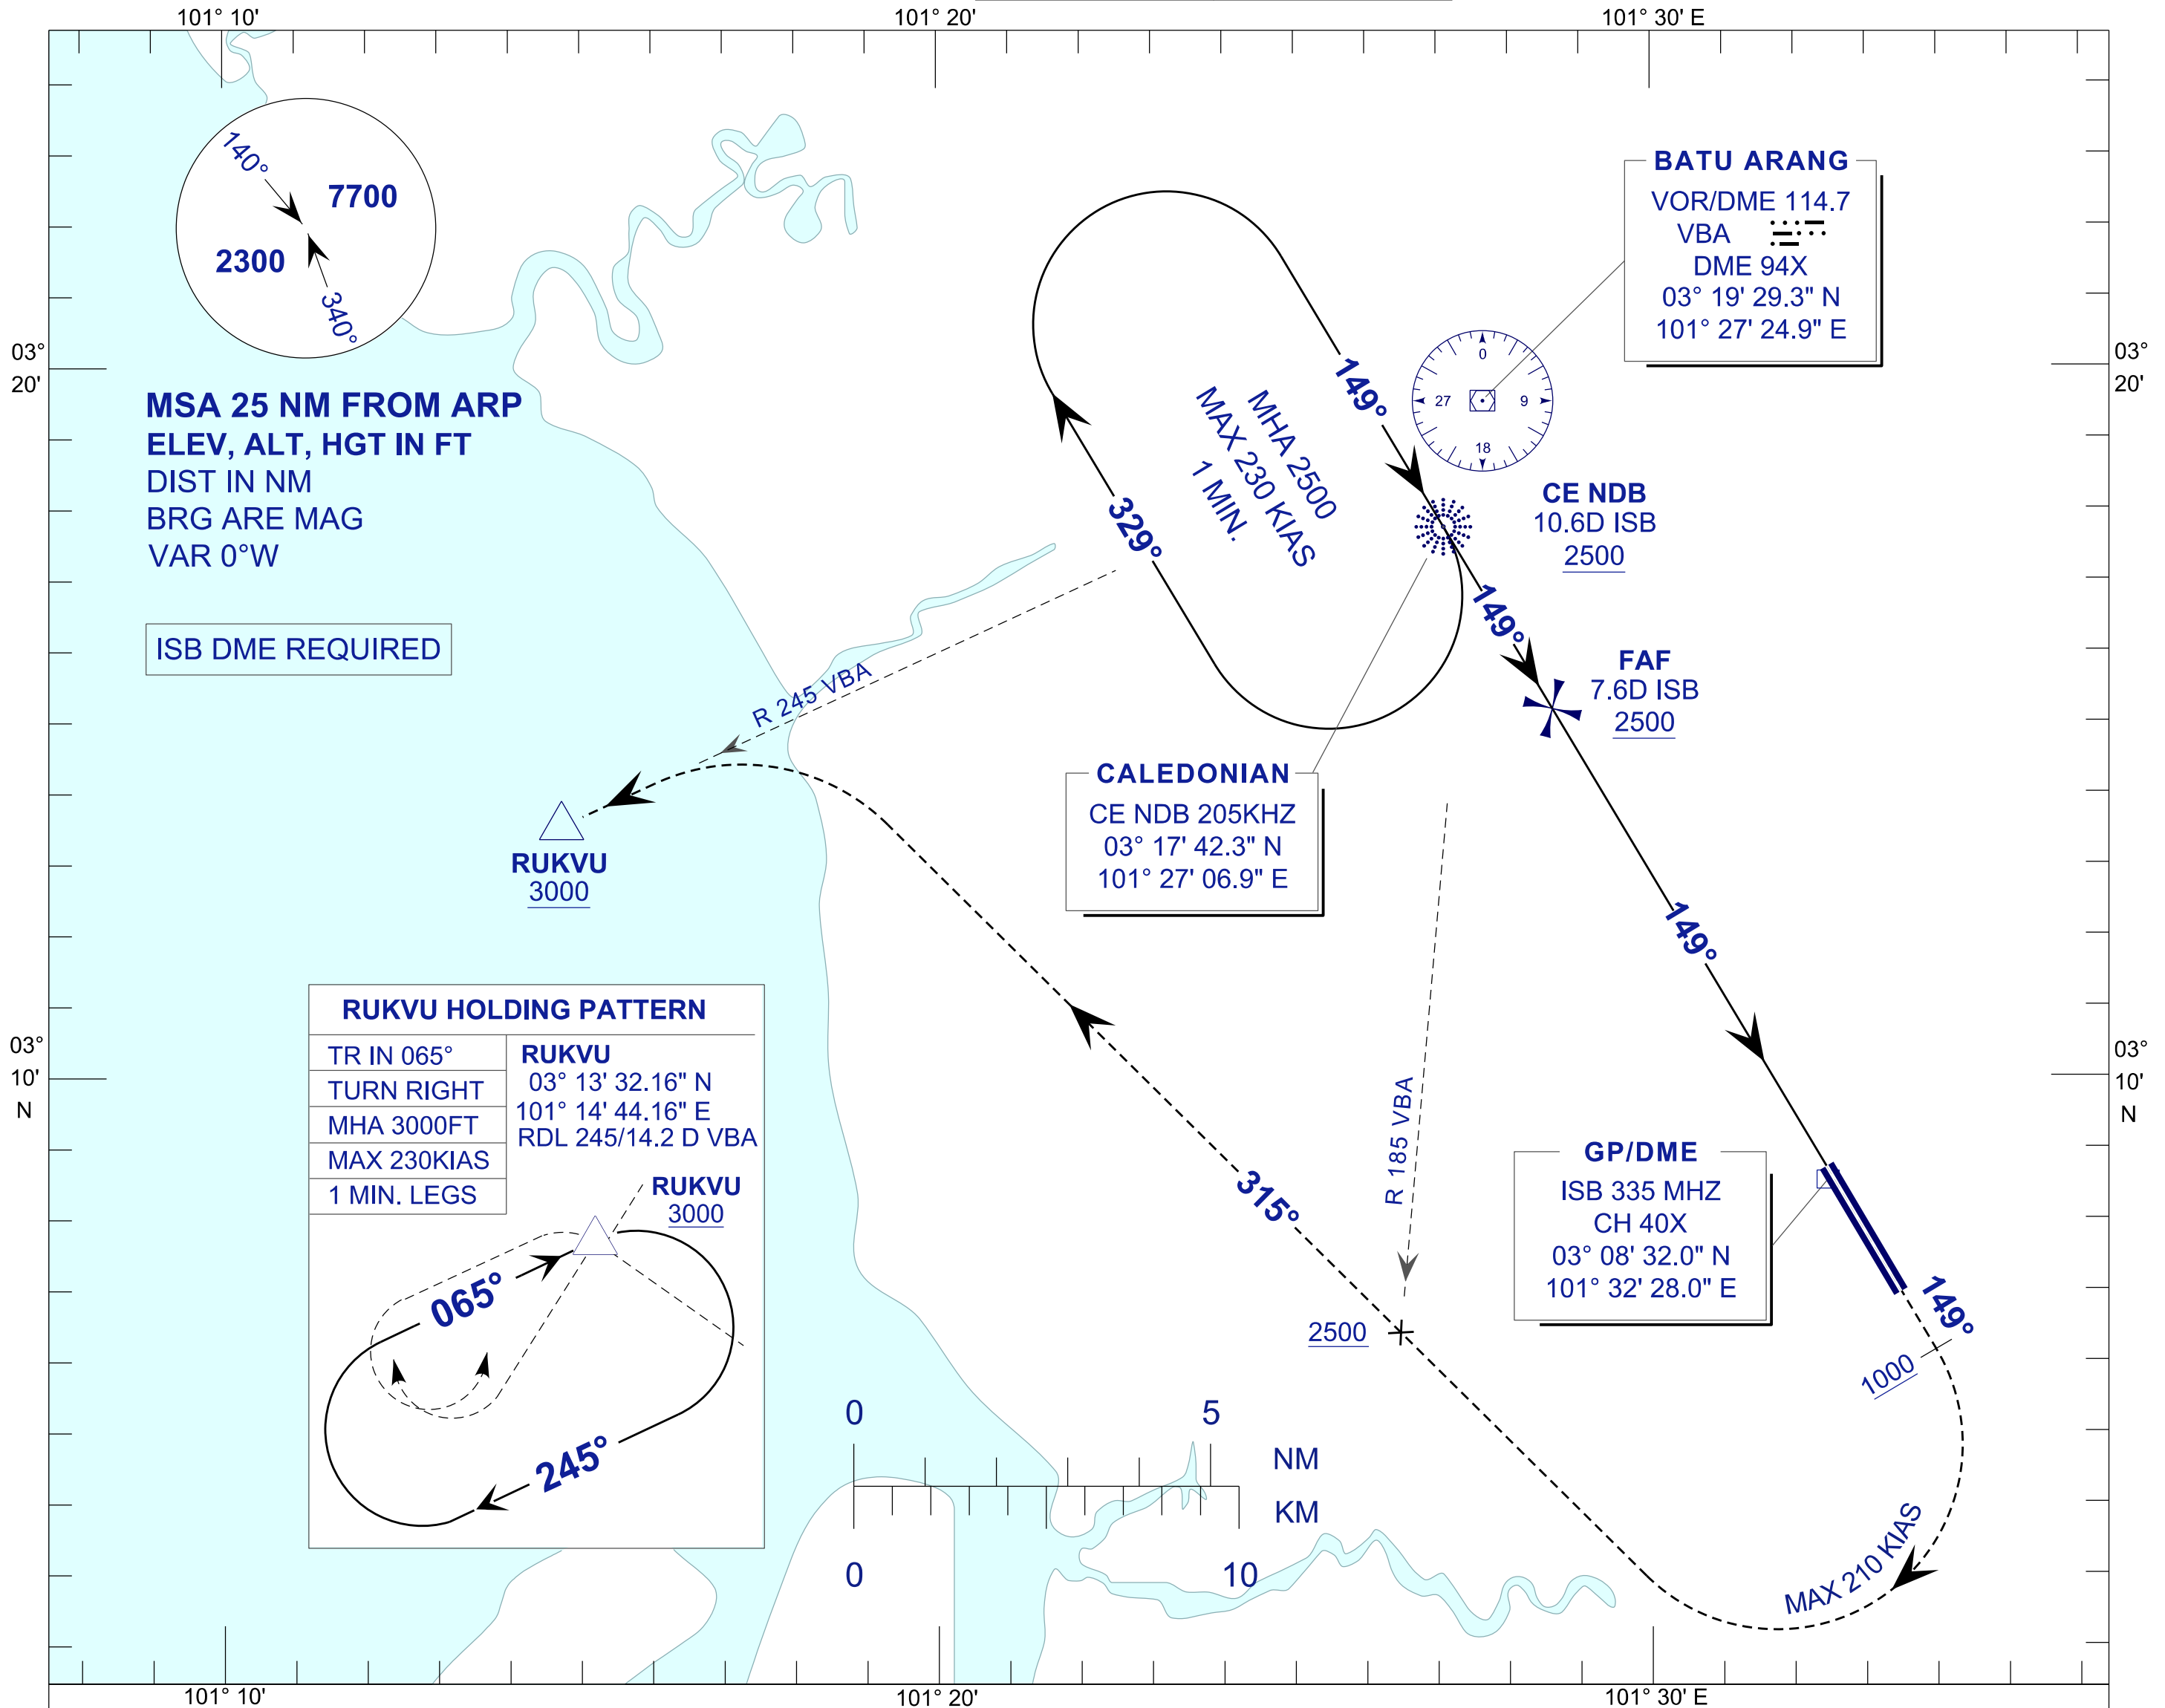 101° 10'
101° 20'
101° 30' E
140°
7700
2300
340°
03°
20'
03°
20'
MSA 25 NM FROM ARP
ELEV, ALT, HGT IN FT
DIST IN NM
BRG ARE MAG
VAR 0°W
ISB DME REQUIRED
BATU ARANG
VOR/DME 114.7
VBA
DME 94X
03° 19' 29.3" N
101° 27' 24.9" E
0
27
9
18
149°
MHA 2500
MAX 230 KIAS
1 MIN.
329°
CE NDB
10.6D ISB
2500
149°
FAF
7.6D ISB
2500
R 245 VBA
CALEDONIAN
CE NDB 205KHZ
03° 17' 42.3" N
101° 27' 06.9" E
RUKVU
3000
149°
03°
10'
N
03°
10'
N
RUKVU HOLDING PATTERN
TR IN 065°
TURN RIGHT
MHA 3000FT
MAX 230KIAS
1 MIN. LEGS
RUKVU
03° 13' 32.16" N
101° 14' 44.16" E
RDL 245/14.2 D VBA
RUKVU
3000
065°
245°
R 185 VBA
315°
GP/DME
ISB 335 MHZ
CH 40X
03° 08' 32.0" N
101° 32' 28.0" E
2500
149°
1000
MAX 210 KIAS
0
5
NM
KM
0
10
101° 10'
101° 20'
101° 30' E